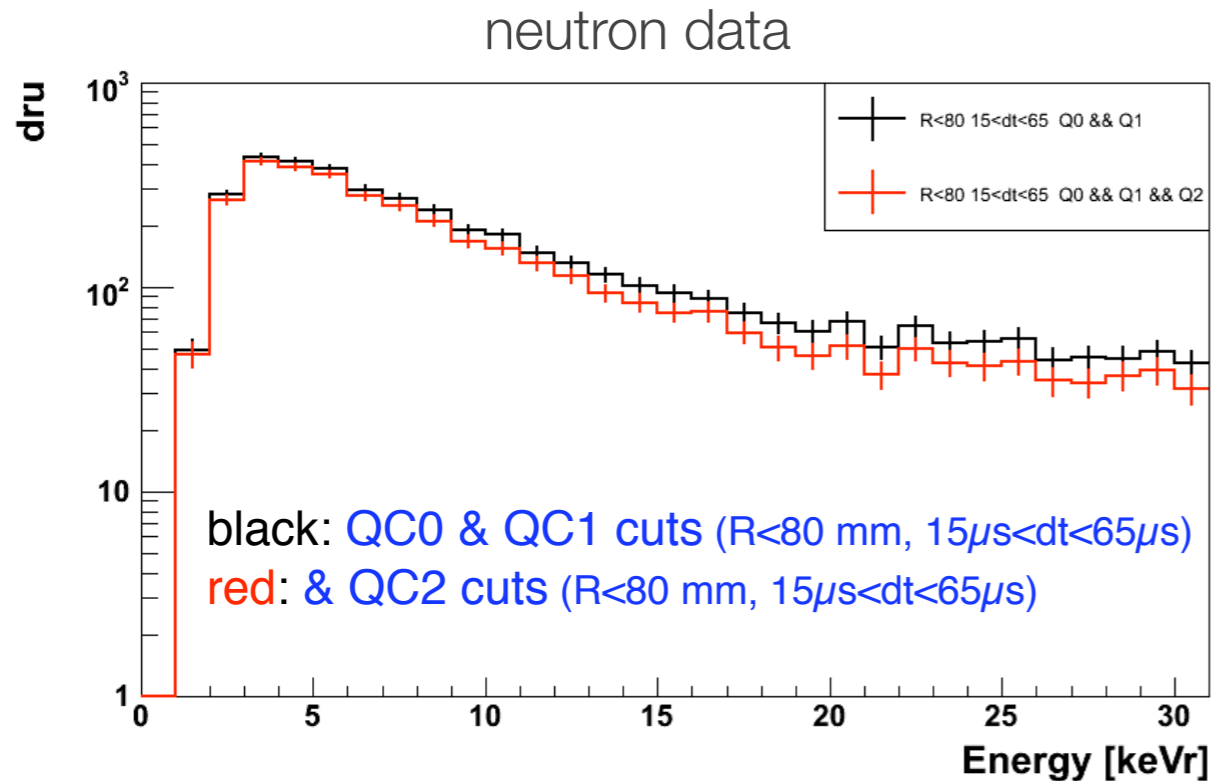 neutron data
dru
10³
10²
10
1
R<80 15<dt<65 Q0 && Q1
R<80 15<dt<65 Q0 && Q1 && Q2
black: QC0 & QC1 cuts (R<80 mm, 15µs<dt<65µs)
red: & QC2 cuts (R<80 mm, 15µs<dt<65µs)
0 5 10 15 20 25 30
Energy [keVr]